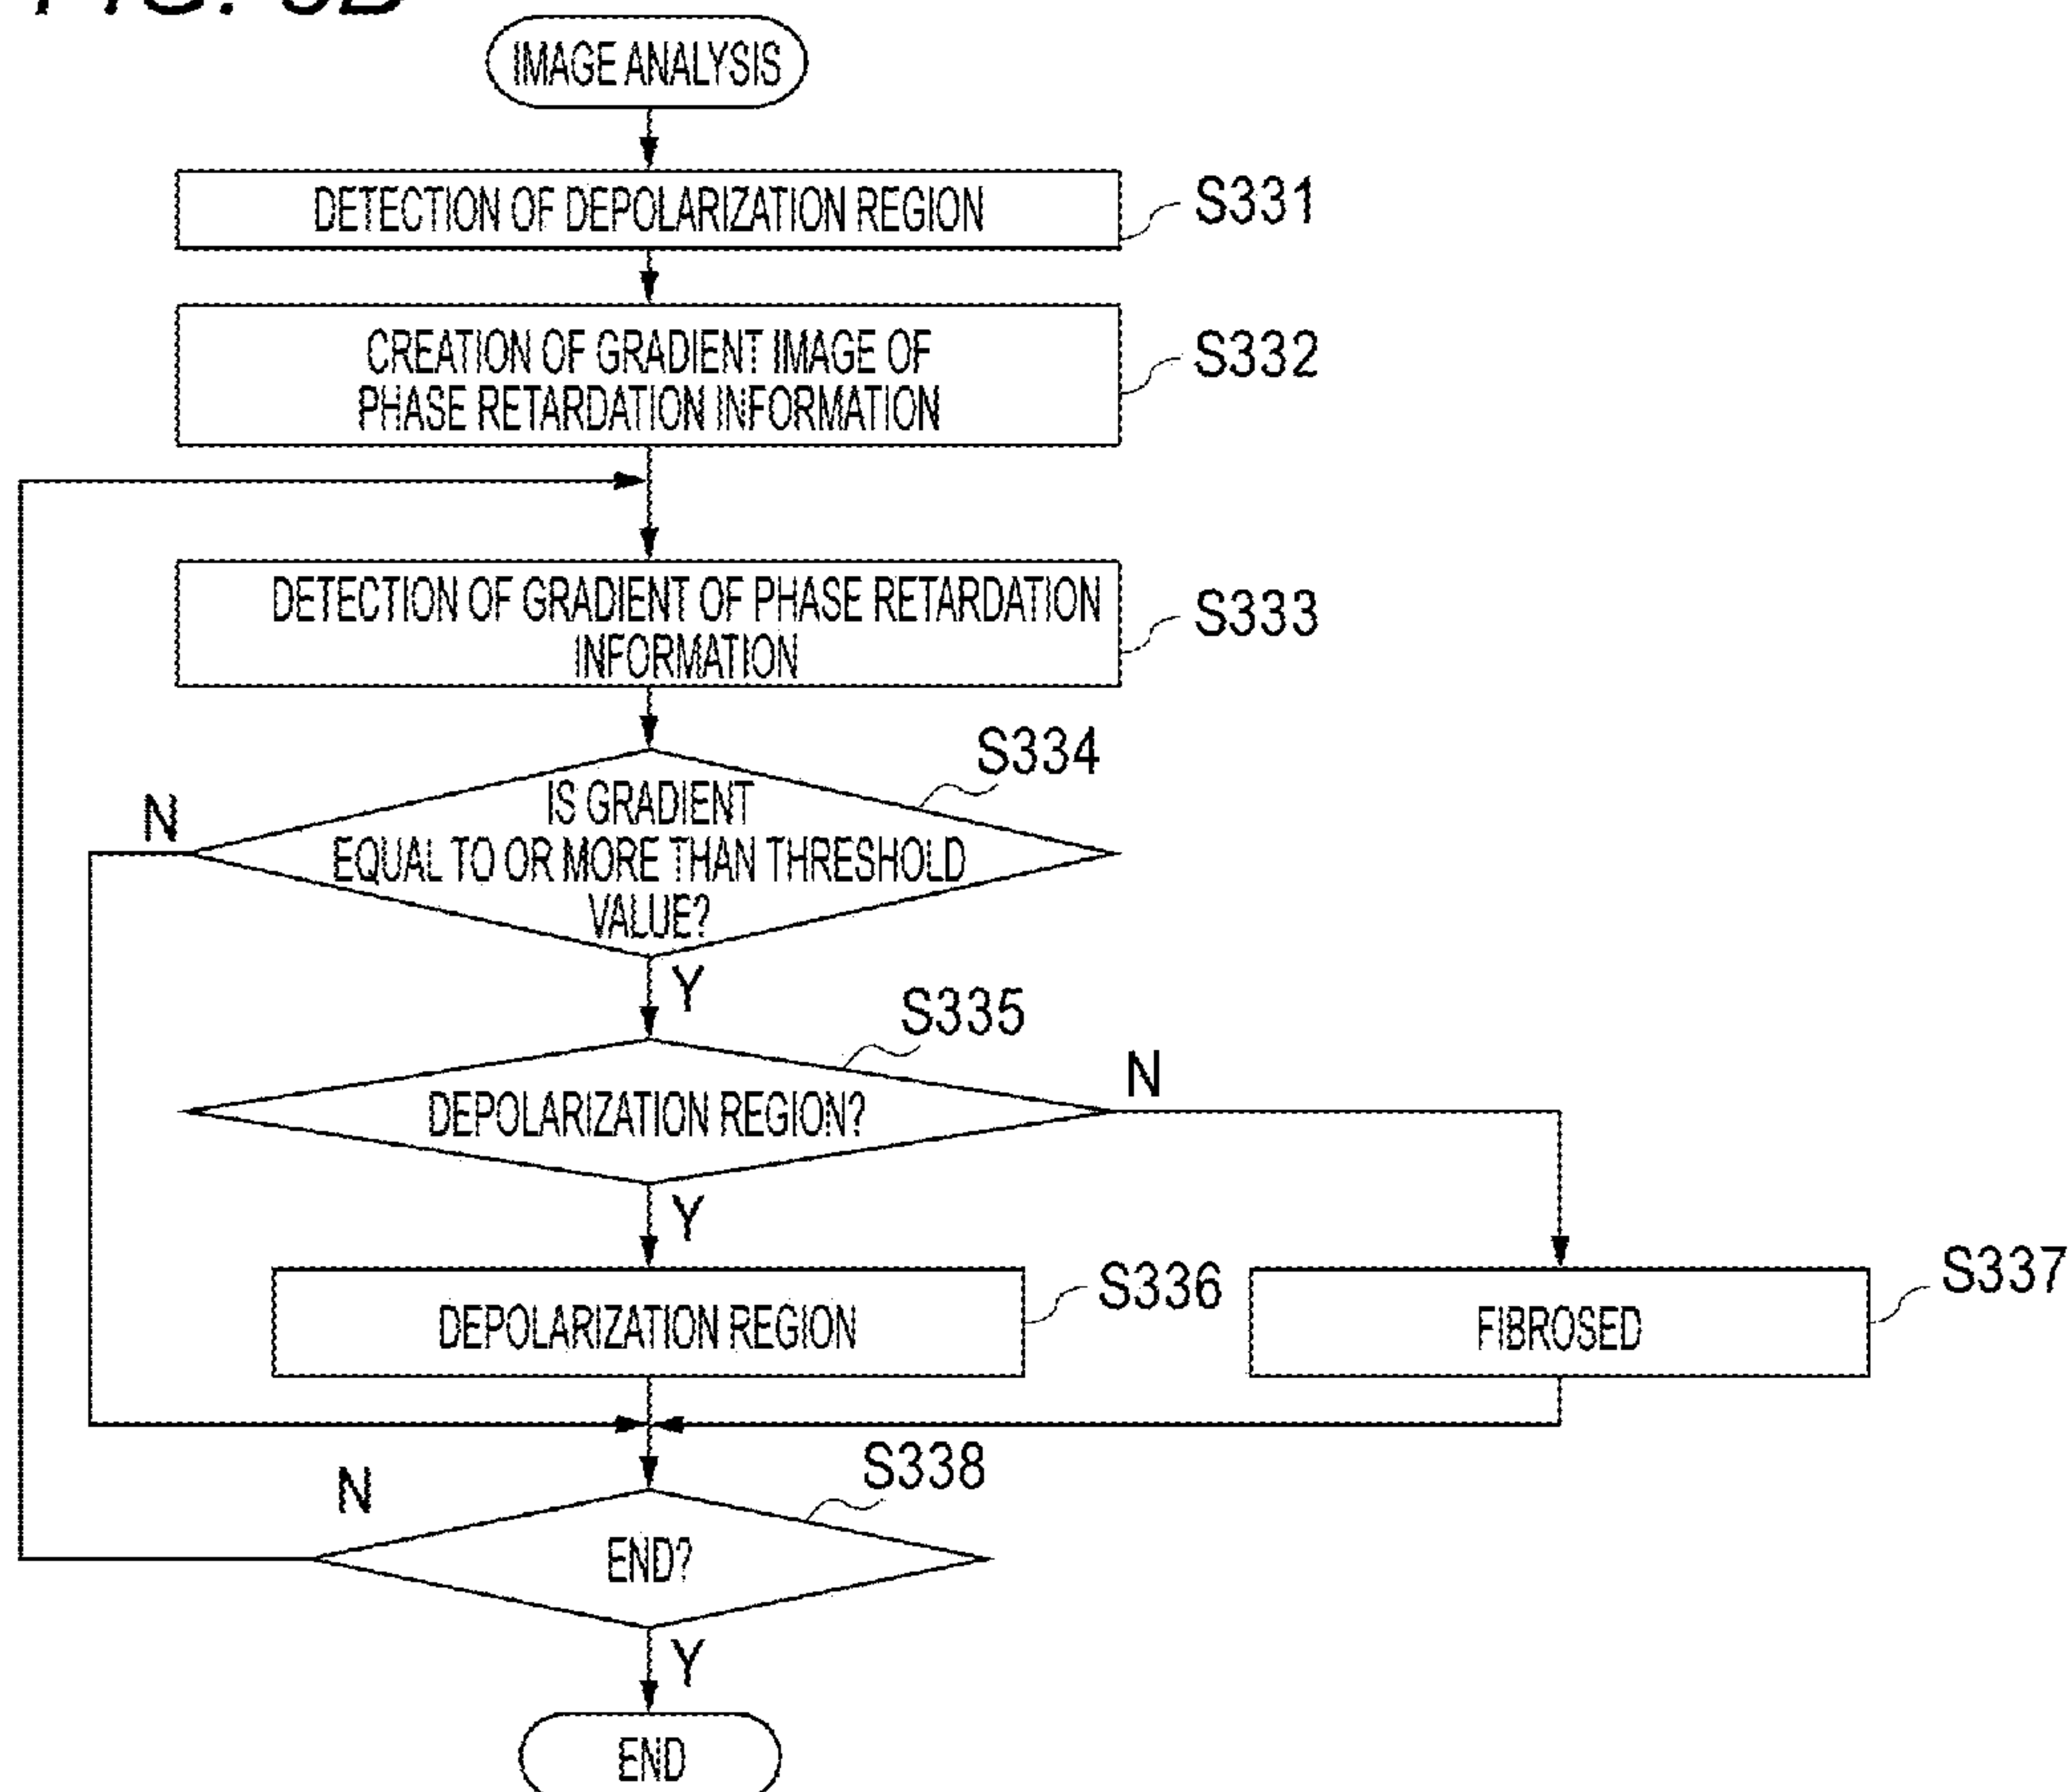 IMAGE ANALYSIS
DETECTION OF DEPOLARIZATION REGION
S331
CREATION OF GRADIENT IMAGE OF
PHASE RETARDATION INFORMATION
S332
DETECTION OF GRADIENT OF PHASE RETARDATION
INFORMATION
S333
S334
N
IS GRADIENT
EQUAL TO OR MORE THAN THRESHOLD
VALUE?
Y
S335
DEPOLARIZATION REGION?
N
Y
DEPOLARIZATION REGION
S336
FIBROSED
S337
S338
N
END?
Y
END